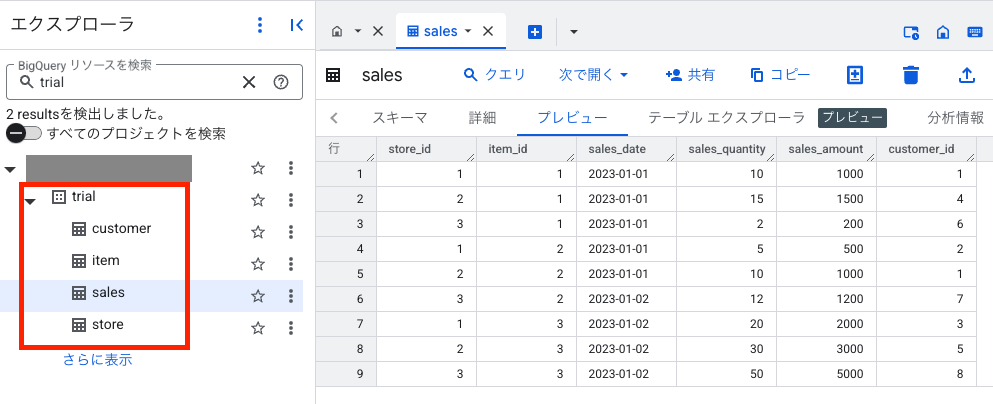 エクスプローラ
BigQuery リソースを検索
trial
2 resultsを検出しました。
すべてのプロジェクトを検索
trial
customer
item
sales
store
さらに表示
sales
sales クエリ 次で開く 共有 コピー
スキーマ 詳細 プレビュー テーブル エクスプローラ プレビュー 分析情報
行 store_id item_id sales_date sales_quantity sales_amount customer_id
1 1 1 2023-01-01 10 1000 1
2 2 1 2023-01-01 15 1500 4
3 3 1 2023-01-01 2 200 6
4 1 2 2023-01-01 5 500 2
5 2 2 2023-01-01 10 1000 1
6 3 2 2023-01-02 12 1200 7
7 1 3 2023-01-02 20 2000 3
8 2 3 2023-01-02 30 3000 5
9 3 3 2023-01-02 50 5000 8